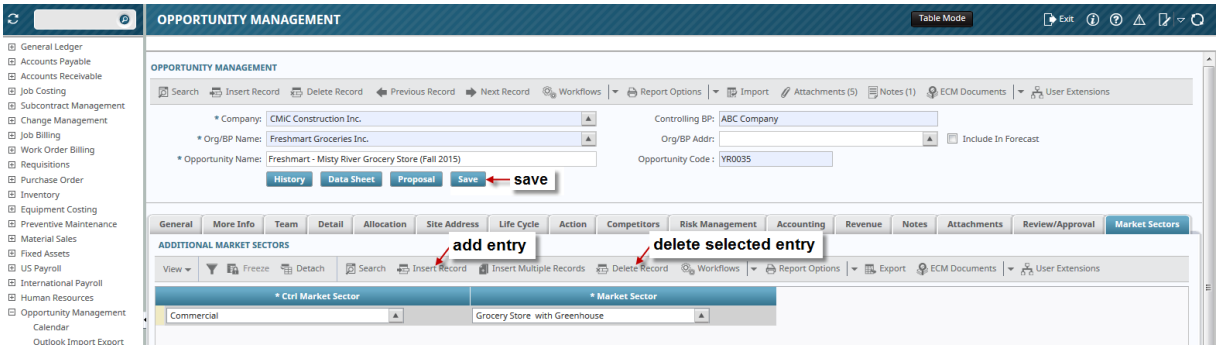 OPPORTUNITY MANAGEMENT
Table Mode
Exit
General Ledger
Accounts Payable
Accounts Receivable
Job Costing
Subcontract Management
Change Management
Job Billing
Work Order Billing
Requisitions
Purchase Order
Inventory
Equipment Costing
Preventive Maintenance
Material Sales
Fixed Assets
US Payroll
International Payroll
Human Resources
Opportunity Management
Calendar
Outlook Import Export
OPPORTUNITY MANAGEMENT
Search Insert Record Delete Record Previous Record Next Record Workflows Report Options Import Attachments (5) Notes (1) ECM Documents User Extensions
* Company: CMiC Construction Inc. Controlling BP: ABC Company
* Org/BP Name: Freshmart Groceries Inc. Org/BP Addr: Include In Forecast
* Opportunity Name: Freshmart - Misty River Grocery Store (Fall 2015) Opportunity Code : YR0035
History Data Sheet Proposal Save save
General More Info Team Detail Allocation Site Address Life Cycle Action Competitors Risk Management Accounting Revenue Notes Attachments Review/Approval Market Sectors
ADDITIONAL MARKET SECTORS add entry delete selected entry
View Freeze Detach Search Insert Record Insert Multiple Records Delete Record Workflows Report Options Export ECM Documents User Extensions
* Ctrl Market Sector * Market Sector
Commercial Grocery Store with Greenhouse